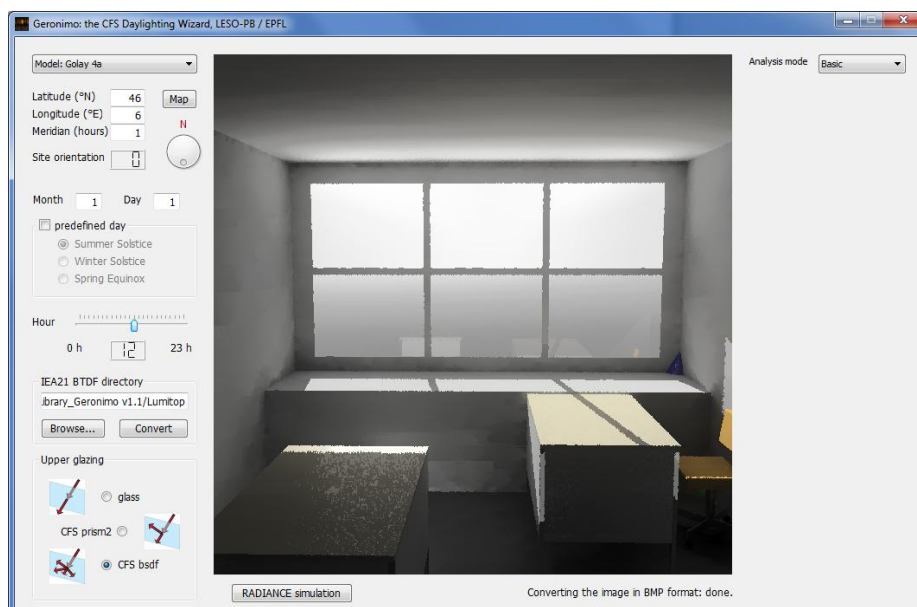 Geronimo: the CFS Daylighting Wizard, LESO-PB / EPFL
Model: Golay 4a
Latitude (°N) 46 Map
Longitude (°E) 6
Meridian (hours) 1
N
Site orientation 0
Month 1 Day 1
predefined day
Summer Solstice
Winter Solstice
Spring Equinox
Hour
0 h 12 23 h
IEA21 BTDF directory
ibrary_Geronimo v1.1/Lumitop
Browse... Convert
Upper glazing
glass
CFS prism2
CFS bsdf
Analysis mode Basic
RADIANCE simulation Converting the image in BMP format: done.